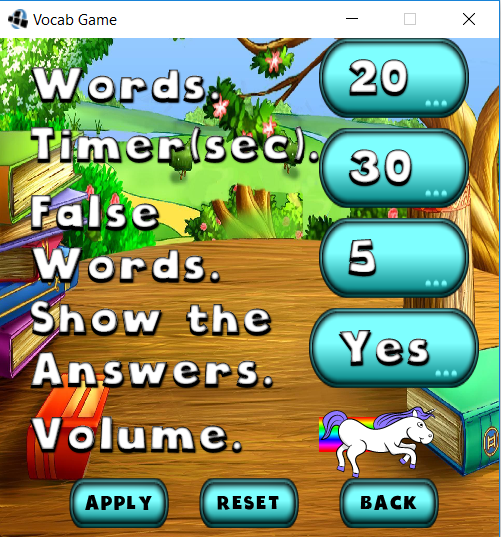 Vocab Game
Words. 20
Timer(sec). 30
False
Words. 5
Show the
Answers. Yes
Volume.
APPLY RESET BACK